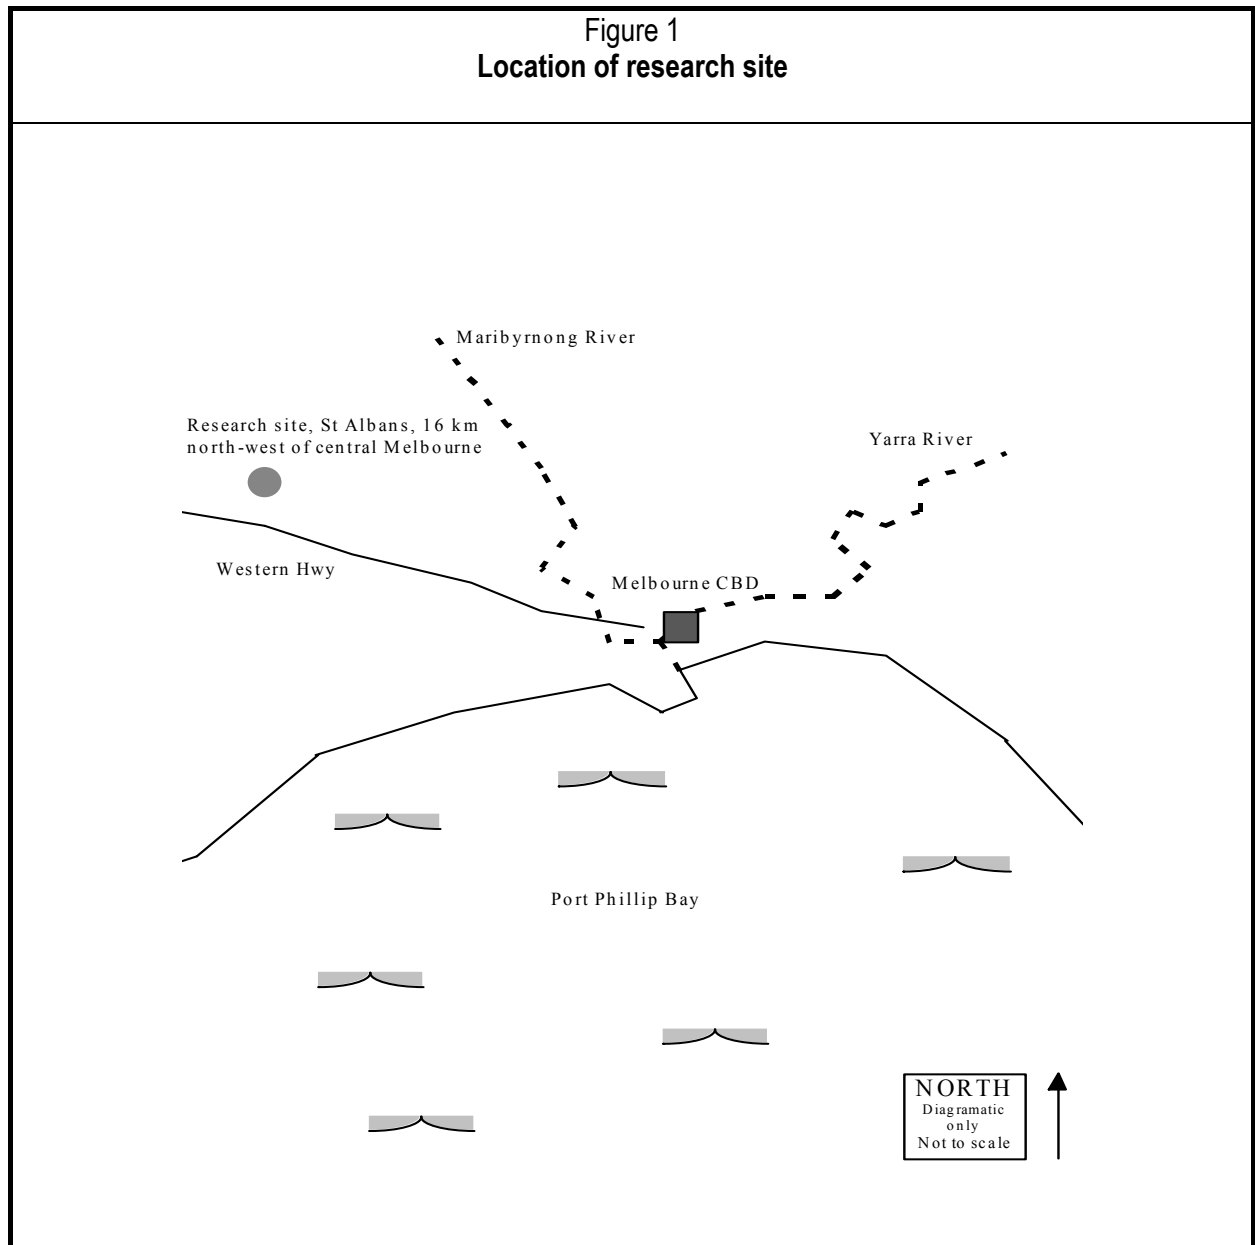 Figure 1
Location of research site
Maribyrnong River
Research site, St Albans, 16 km
north-west of central Melbourne
Yarra River
Western Hwy
Melbourne CBD
Port Phillip Bay
NORTH
Diagramatic
only
Not to scale